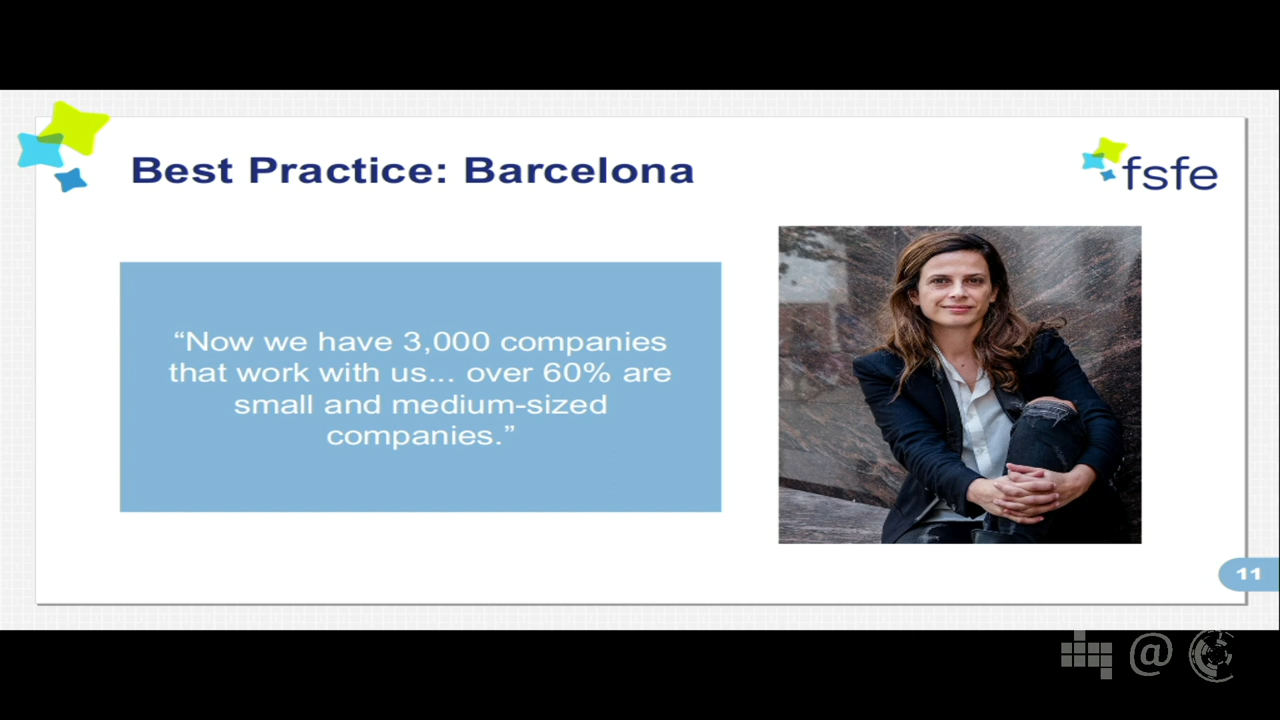 Best Practice: Barcelona
fsfe
“Now we have 3,000 companies
that work with us... over 60% are
small and medium-sized
companies.”
11
@